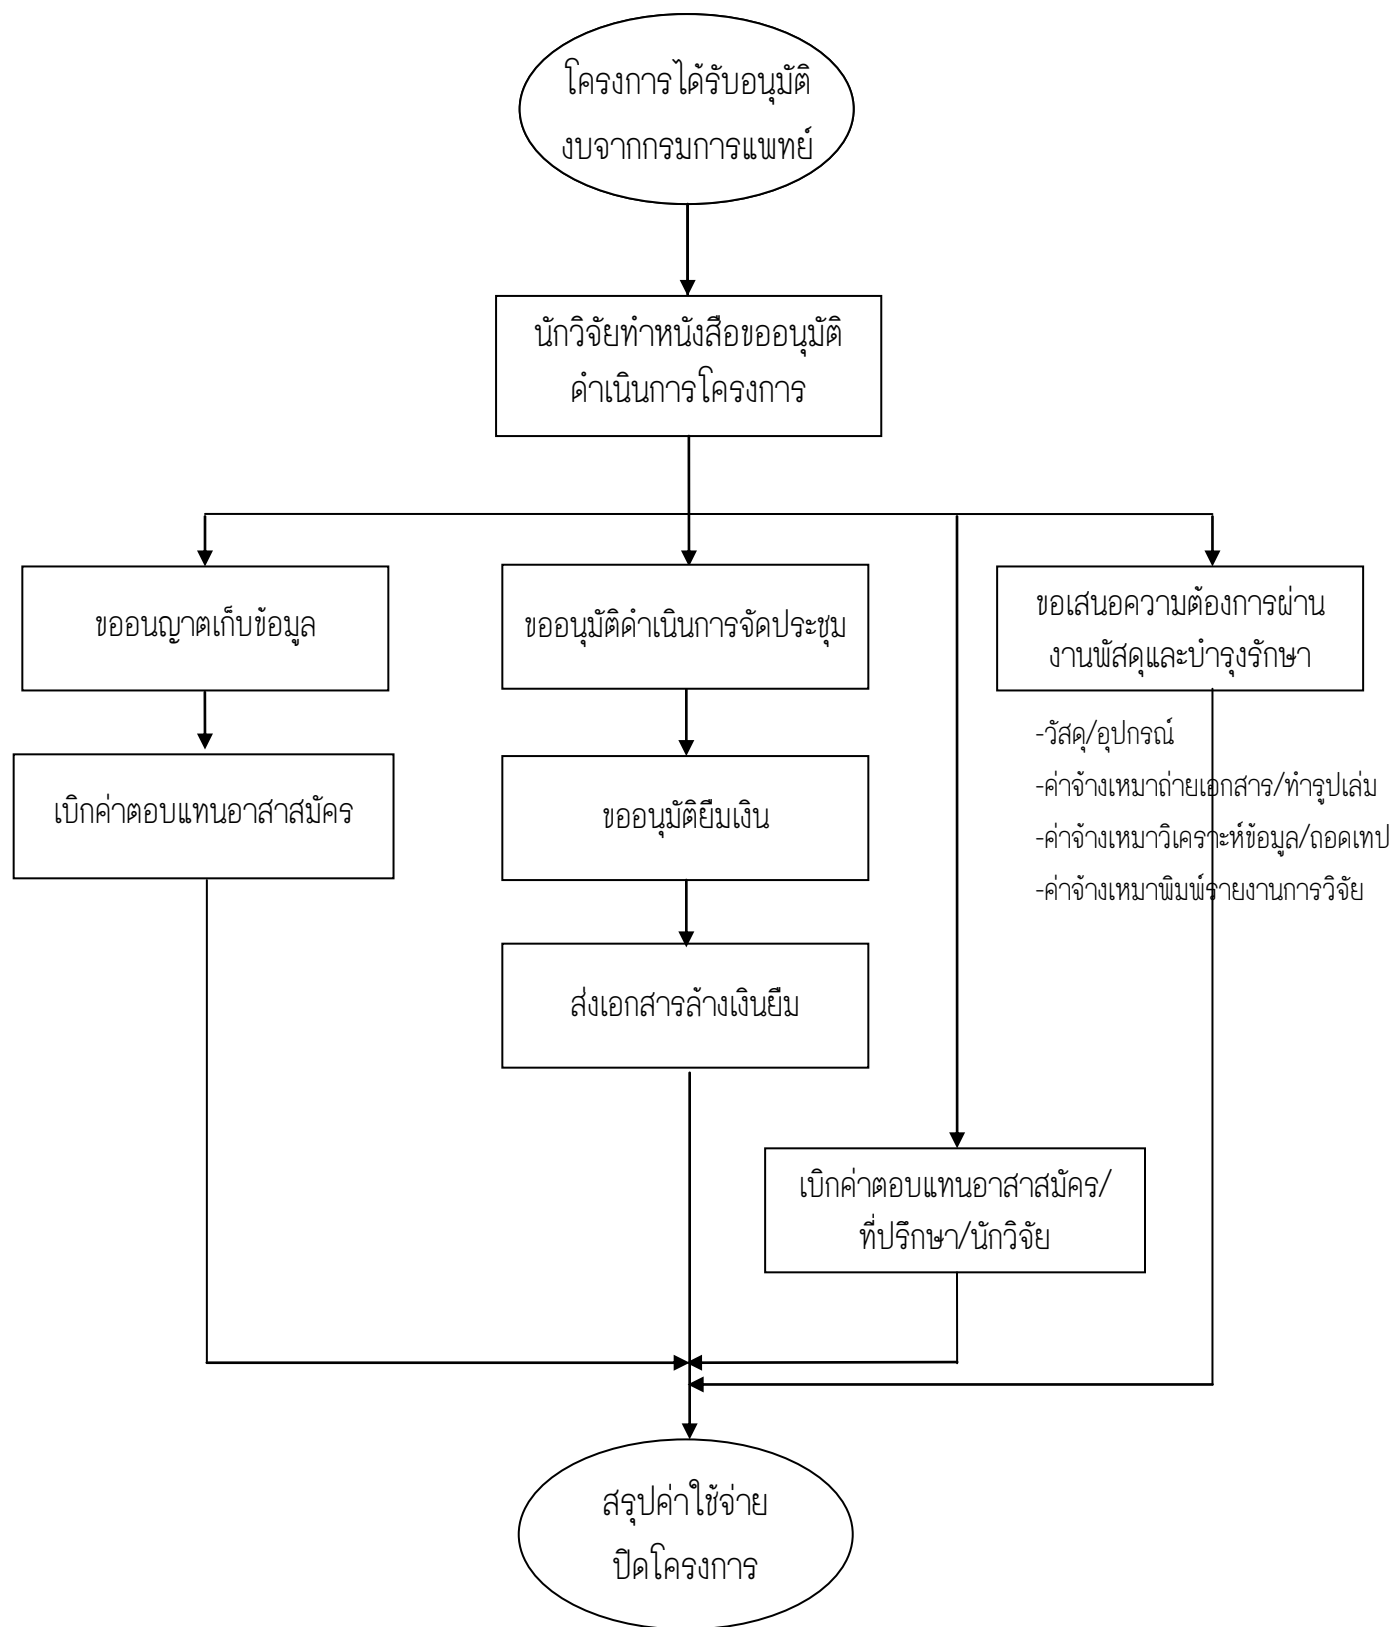 โครงการได้รับอนุมัติ
งบจากกรมการแพทย์
นักวิจัยทำหนังสือขออนุมัติ
ดำเนินการโครงการ
ขออนญาตเก็บข้อมูล
ขออนุมัติดำเนินการจัดประชุม
ขอเสนอความต้องการผ่าน
งานพัสดุและบำรุงรักษา
-วัสดุ/อุปกรณ์
-ค่าจ้างเหมาถ่ายเอกสาร/ทำรูปเล่ม
-ค่าจ้างเหมาวิเคราะห์ข้อมูล/ถอดเทป
-ค่าจ้างเหมาพิมพ์รายงานการวิจัย
เบิกค่าตอบแทนอาสาสมัคร
ขออนุมัติยืมเงิน
ส่งเอกสารล้างเงินยืม
เบิกค่าตอบแทนอาสาสมัคร/
ที่ปรึกษา/นักวิจัย
สรุปค่าใช้จ่าย
ปิดโครงการ